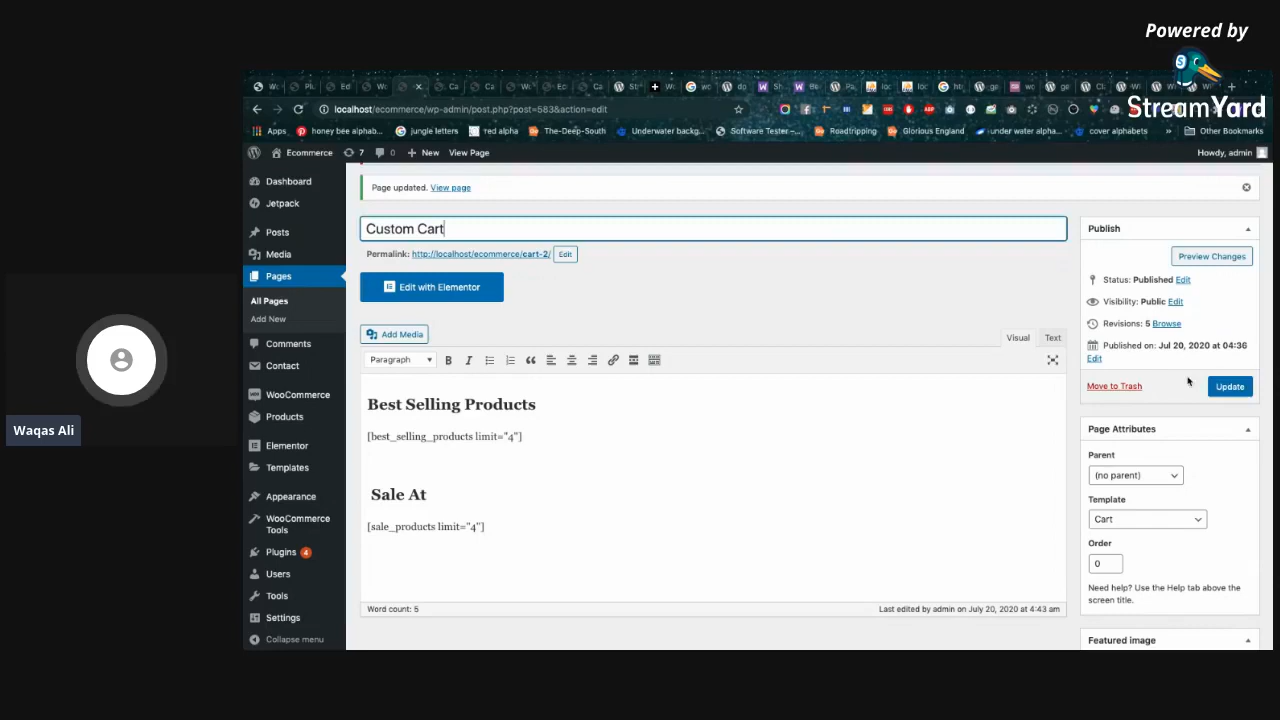 Powered by
StreamYard
Ed
localhost/ecommerce/wp-admin/post.php?post=583&action=edit
Apps
honey bee alphab...
jungle letters
red alpha
The-Deep-South
Underwater backg...
Software Tester –...
Roadtripping
Glorious England
under water alpha...
cover alphabets
»
Other Bookmarks
Ecommerce
7
0
New
View Page
Howdy, admin
Dashboard
Jetpack
Posts
Media
Pages
All Pages
Add New
Comments
Contact
WooCommerce
Products
Elementor
Templates
Appearance
WooCommerce
Tools
Plugins 4
Users
Tools
Settings
Collapse menu
Page updated. View page
Custom Cart
Permalink: http://localhost/ecommerce/cart-2/ Edit
Edit with Elementor
Add Media
Visual
Text
Paragraph
B
I
Best Selling Products
[best_selling_products limit="4"]
Sale At
[sale_products limit="4"]
Word count: 5
Last edited by admin on July 20, 2020 at 4:43 am
Publish
Preview Changes
Status: Published Edit
Visibility: Public Edit
Revisions: 5 Browse
Published on: Jul 20, 2020 at 04:36
Edit
Move to Trash
Update
Page Attributes
Parent
(no parent)
Template
Cart
Order
0
Need help? Use the Help tab above the
screen title.
Featured image
Waqas Ali